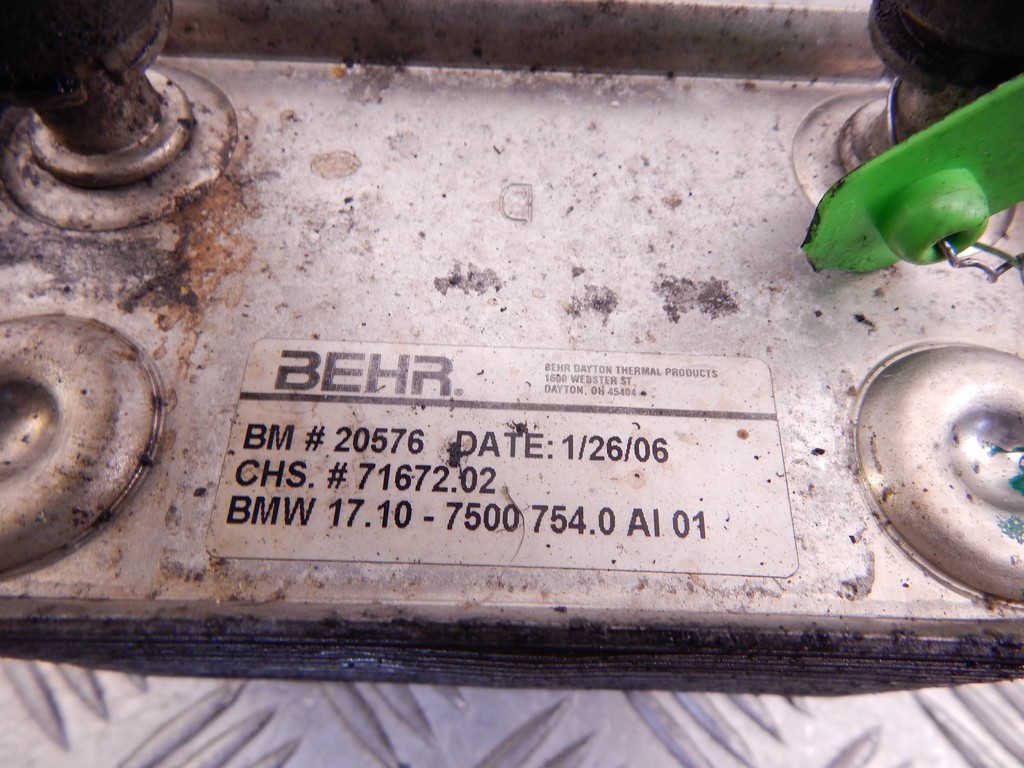 BEHR®
BEHR DAYTON THERMAL PRODUCTS
1600 WEBSTER ST.
DAYTON, OH 45404
BM # 20576 DATE: 1/26/06
CHS. # 71672.02
BMW 17.10 - 7500 754.0 AI 01